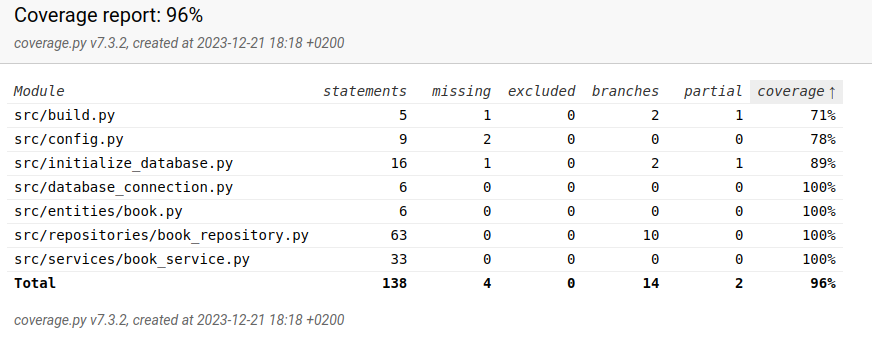 Coverage report: 96%
coverage.py v7.3.2, created at 2023-12-21 18:18 +0200
Module statements missing excluded branches partial coverage ↑
src/build.py 5 1 0 2 1 71%
src/config.py 9 2 0 0 0 78%
src/initialize_database.py 16 1 0 2 1 89%
src/database_connection.py 6 0 0 0 0 100%
src/entities/book.py 6 0 0 0 0 100%
src/repositories/book_repository.py 63 0 0 10 0 100%
src/services/book_service.py 33 0 0 0 0 100%
Total 138 4 0 14 2 96%
coverage.py v7.3.2, created at 2023-12-21 18:18 +0200